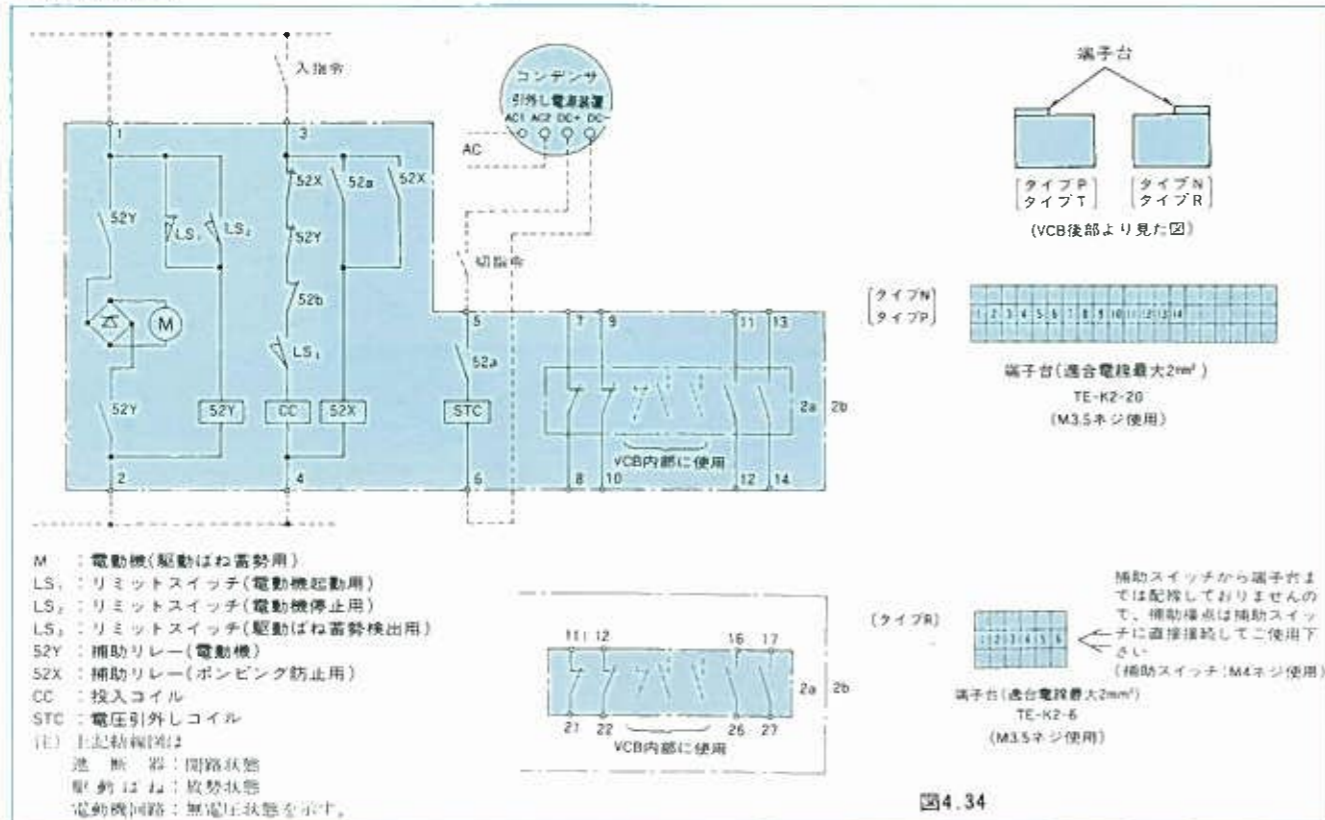 入指令
コンデンサ
引外し電源装置
AC1 AC2 DC+ DC-
AC
切指令
1
3
52Y
LS₁
LS₂
52X
52a
52X
52Y
52b
LS₃
M
52Y
52Y
CC
52X
5
52a
STC
7
9
11
13
2a
2b
VCB内部に使用
2
4
6
8
10
12
14
端子台
タイプP
タイプT
タイプN
タイプR
(VCB後部より見た図)
タイプN
タイプP
1 2 3 4 5 6 7 8 9 10 11 12 13 14
端子台(適合電線最大2mm²)
TE-K2-20
(M3.5ネジ使用)
M : 電動機(駆動ばね蓄勢用)
LS₁ : リミットスイッチ(電動機起動用)
LS₂ : リミットスイッチ(電動機停止用)
LS₃ : リミットスイッチ(駆動ばね蓄勢検出用)
52Y : 補助リレー(電動機)
52X : 補助リレー(ポンピング防止用)
CC : 投入コイル
STC : 電圧引外しコイル
注) 上記結線図は
遮断器 : 開路状態
駆動ばね : 放勢状態
電動機回路 : 無電圧状態を示す。
11
12
16
17
2a
2b
21
22
26
27
VCB内部に使用
(タイプR)
1 2 3 4 5 6
端子台(適合電線最大2mm²)
TE-K2-6
(M3.5ネジ使用)
補助スイッチから端子台ま
では配線しておりませんの
で、補助接点は補助スイッ
チに直接接続してご使用下
さい
(補助スイッチ:M4ネジ使用)
図4.34